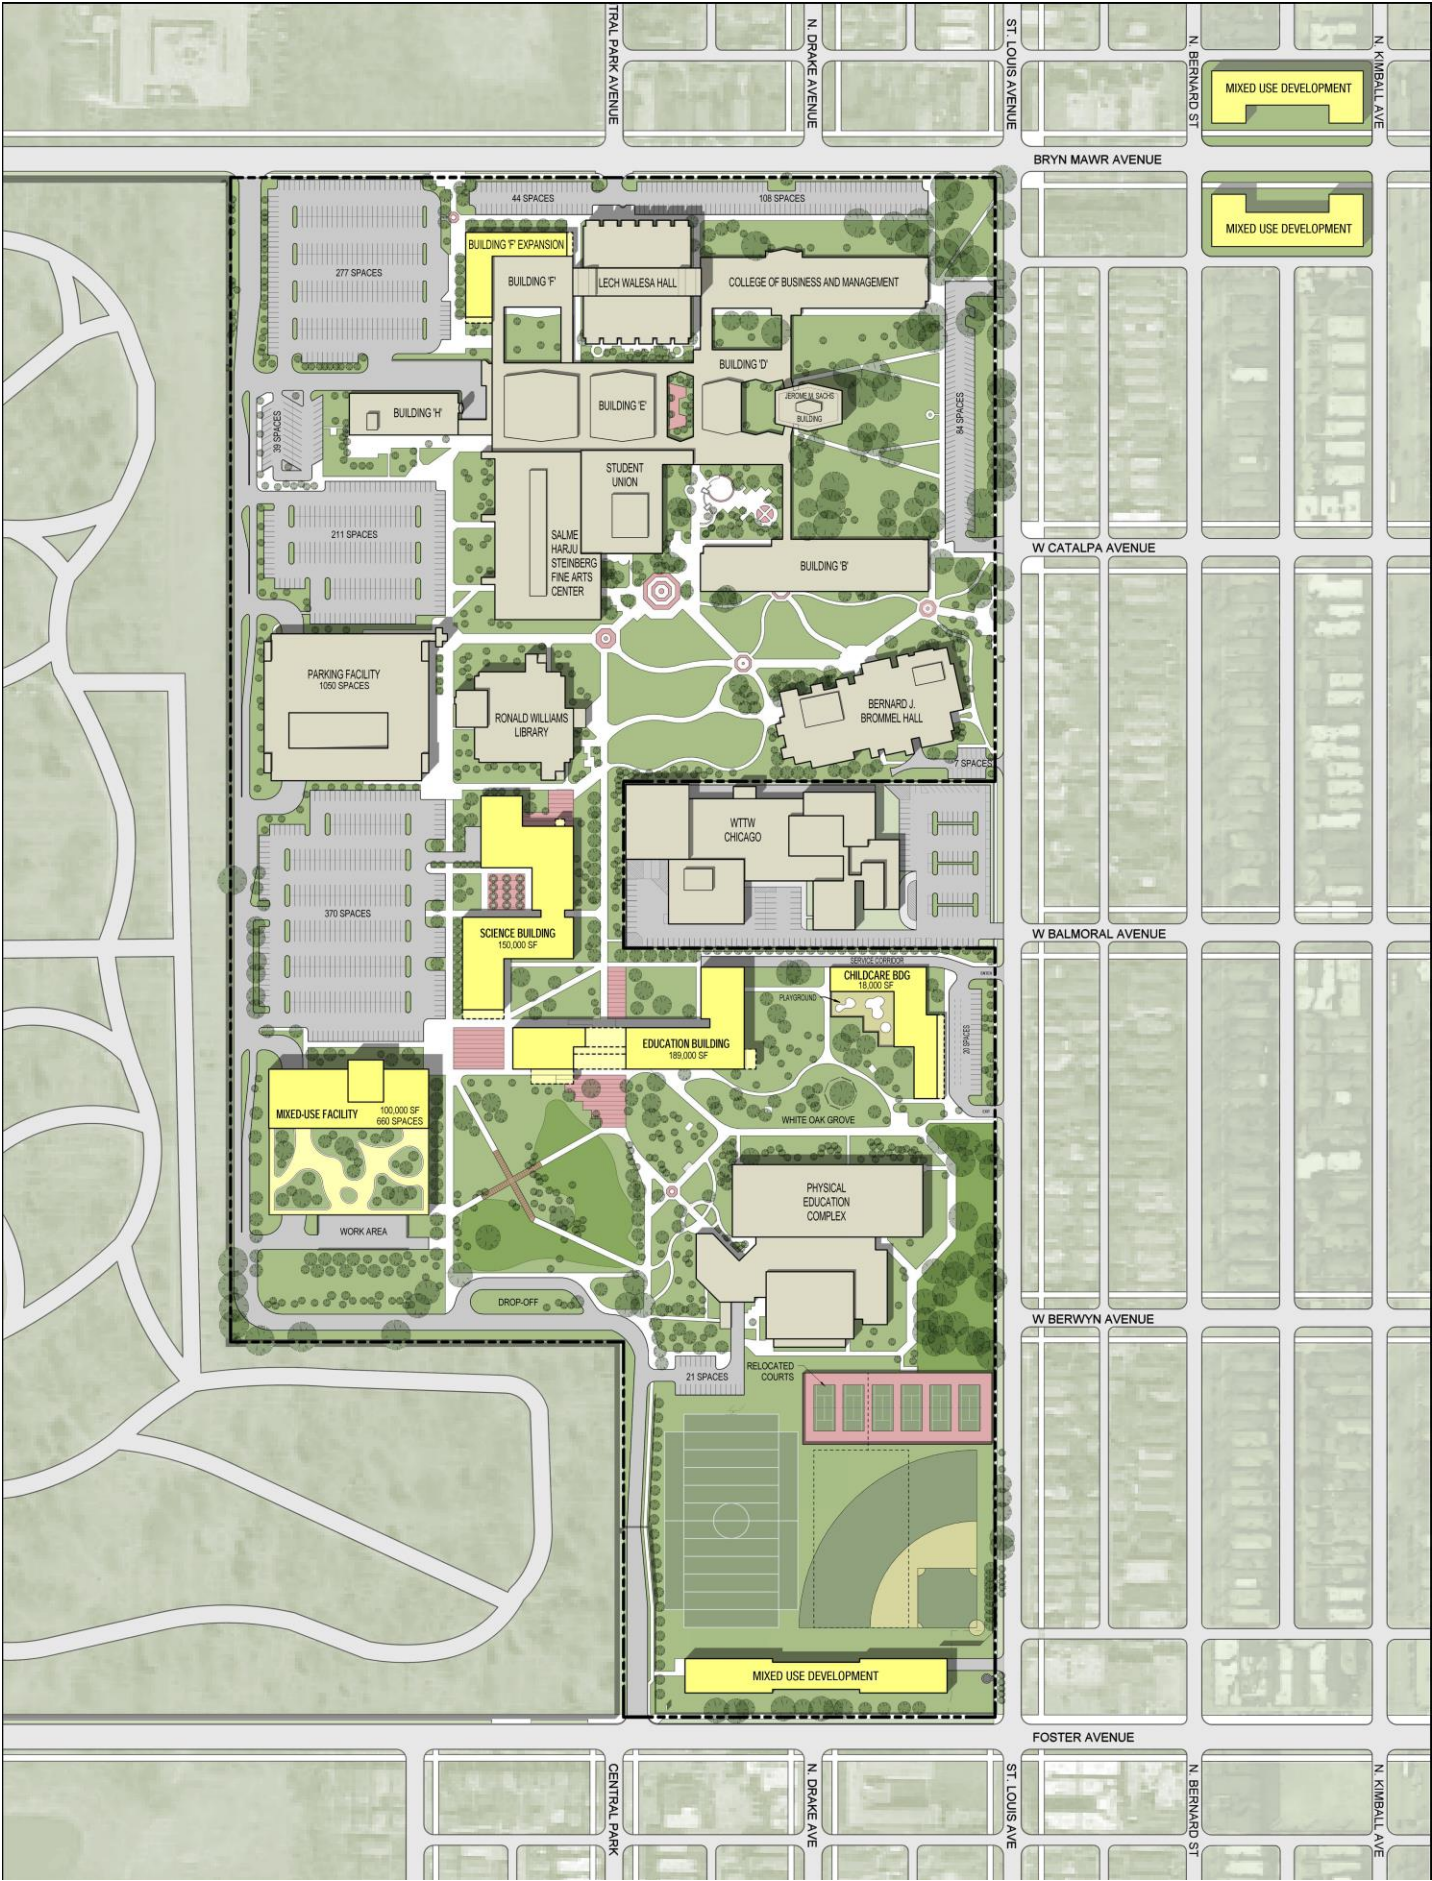 TRAL PARK AVENUE
N. DRAKE AVENUE
ST. LOUIS AVENUE
N. BERNARD ST
N. KIMBALL AVE
MIXED USE DEVELOPMENT
BRYN MAWR AVENUE
MIXED USE DEVELOPMENT
44 SPACES
108 SPACES
277 SPACES
BUILDING 'F' EXPANSION
BUILDING 'F'
LECH WALESA HALL
COLLEGE OF BUSINESS AND MANAGEMENT
BUILDING 'D'
JEROME M. SACHS
BUILDING
BUILDING 'E'
BUILDING 'H'
39 SPACES
84 SPACES
STUDENT
UNION
211 SPACES
SALME
HARJU
STEINBERG
FINE ARTS
CENTER
BUILDING 'B'
W CATALPA AVENUE
PARKING FACILITY
1050 SPACES
RONALD WILLIAMS
LIBRARY
BERNARD J.
BROMMEL HALL
7 SPACES
WTTW
CHICAGO
370 SPACES
SCIENCE BUILDING
150,000 SF
W BALMORAL AVENUE
SERVICE CORRIDOR
CHILDCARE BDG
18,000 SF
PLAYGROUND
20 SPACES
EDUCATION BUILDING
189,000 SF
MIXED-USE FACILITY
100,000 SF
660 SPACES
WHITE OAK GROVE
EXIT
PHYSICAL
EDUCATION
COMPLEX
WORK AREA
DROP-OFF
W BERWYN AVENUE
RELOCATED
COURTS
21 SPACES
MIXED USE DEVELOPMENT
FOSTER AVENUE
CENTRAL PARK
N. DRAKE AVE
ST. LOUIS AVE
N. BERNARD ST
N. KIMBALL AVE